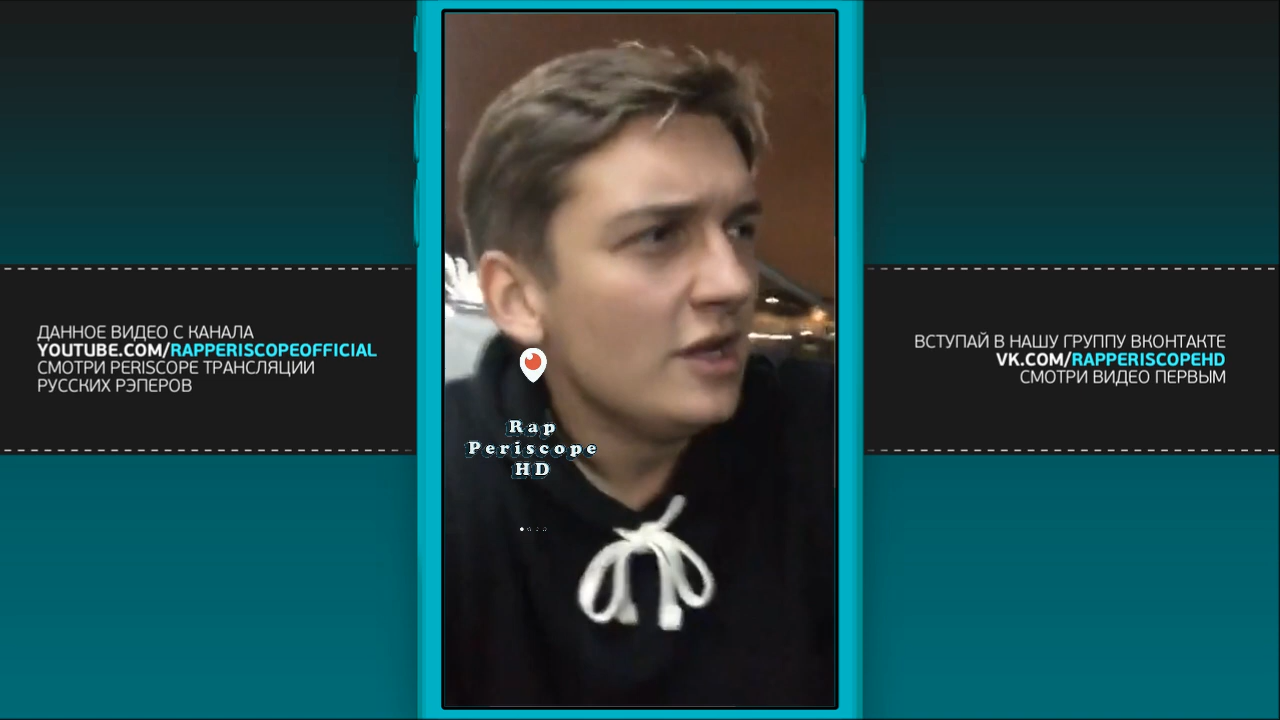 ДАННОЕ ВИДЕО С КАНАЛА
YOUTUBE.COM/RAPPERISCOPEOFFICIAL
СМОТРИ PERISCOPE ТРАНСЛЯЦИИ
РУССКИХ РЭПЕРОВ
Rap
Periscope
HD
ВСТУПАЙ В НАШУ ГРУППУ ВКОНТАКТЕ
VK.COM/RAPPERISCOPEHD
СМОТРИ ВИДЕО ПЕРВЫМ